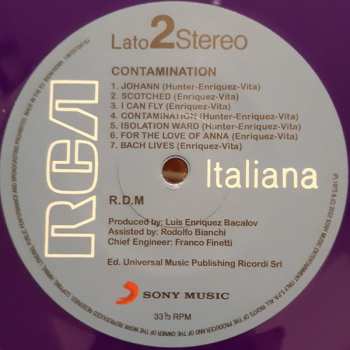 Lato 2 Stereo
CONTAMINATION
1. JOHANN (Hunter-Enriquez-Vita)
2. SCOTCHED (Enriquez-Vita)
3. I CAN FLY (Enriquez-Vita)
4. CONTAMINATION (Hunter-Enriquez-Vita)
5. ISOLATION WARD (Hunter-Enriquez-Vita)
6. FOR THE LOVE OF ANNA (Enriquez-Vita)
7. BACH LIVES (Enriquez-Vita)
RCA
Italiana
R.D.M
Produced by: Luis Enriquez Bacalov
Assisted by: Rodolfo Bianchi
Chief Engineer: Franco Finetti
Ed. Universal Music Publishing Ricordi Srl
SONY MUSIC
33⅓ RPM